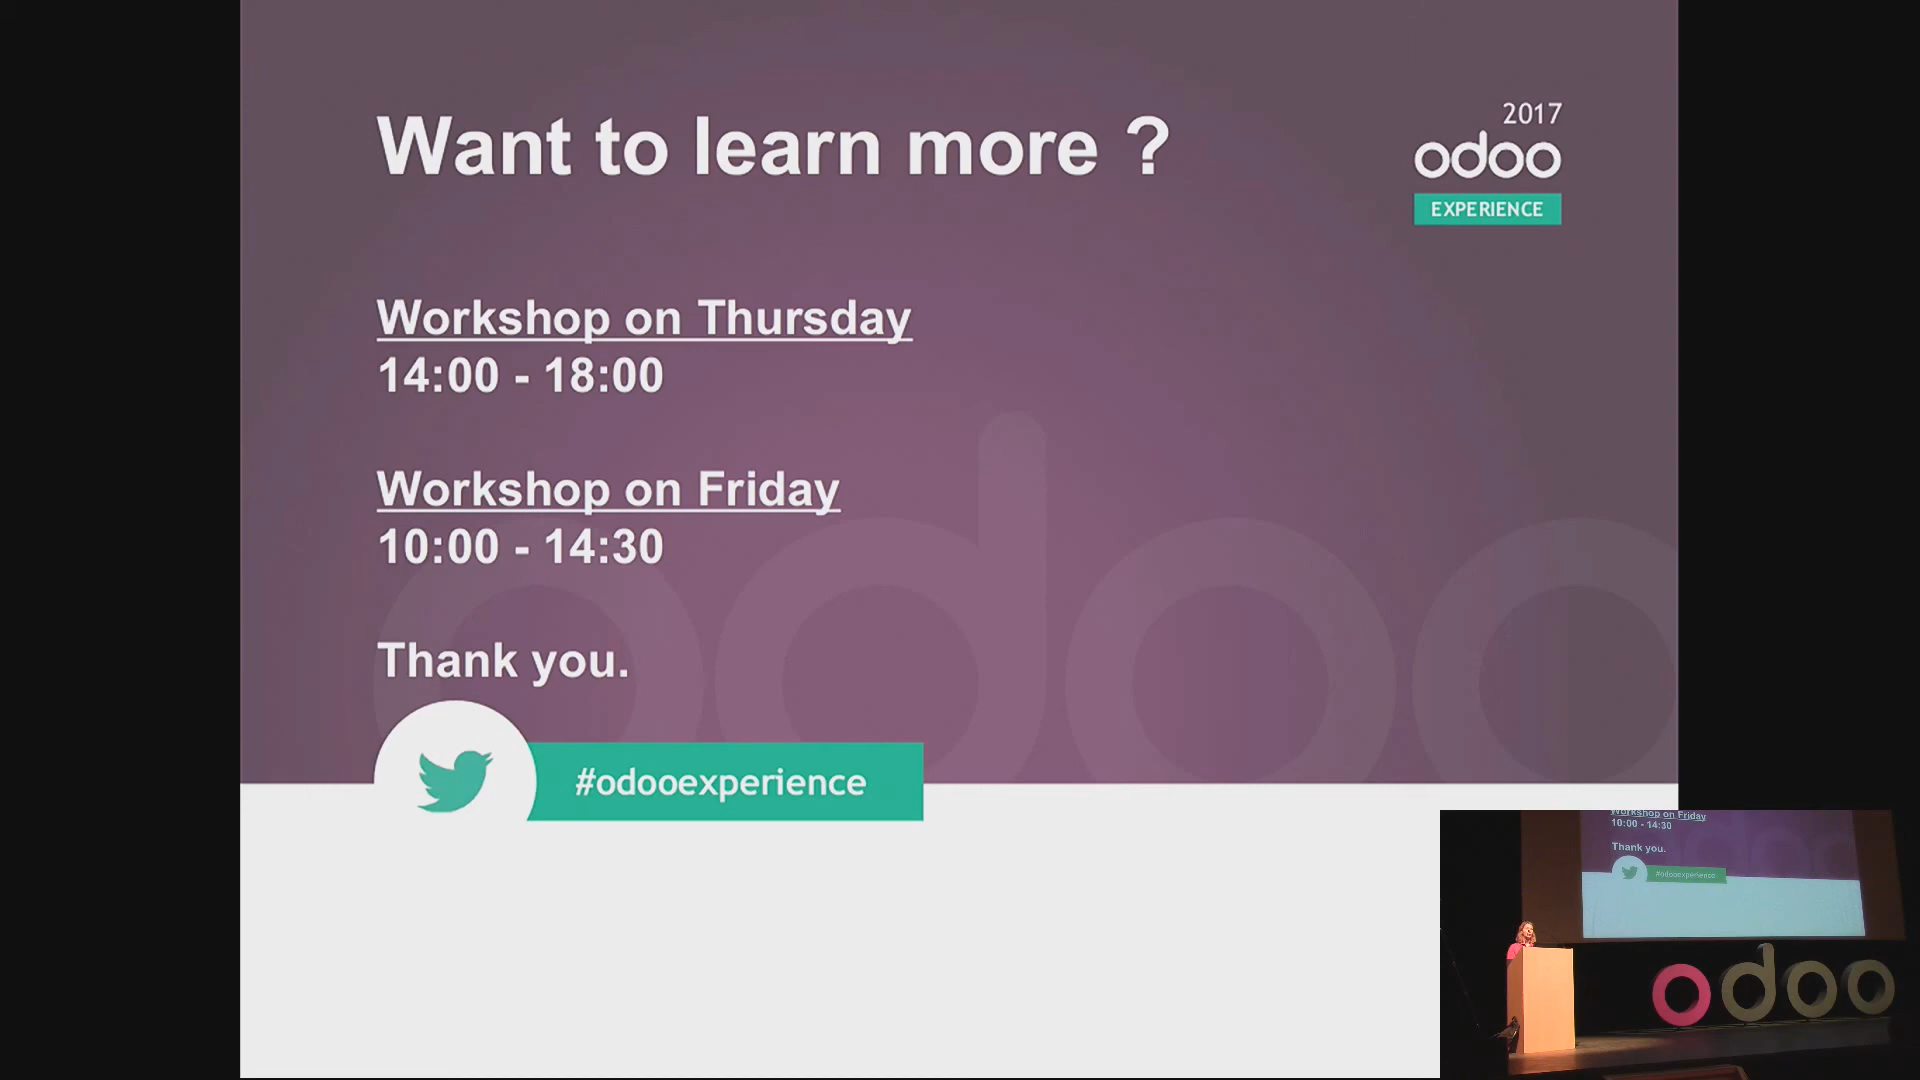 Want to learn more ?
2017
odoo
EXPERIENCE
Workshop on Thursday
14:00 - 18:00
Workshop on Friday
10:00 - 14:30
Thank you.
#odooexperience
Workshop on Friday
10:00 - 14:30
Thank you.
#odooexperience
odoo